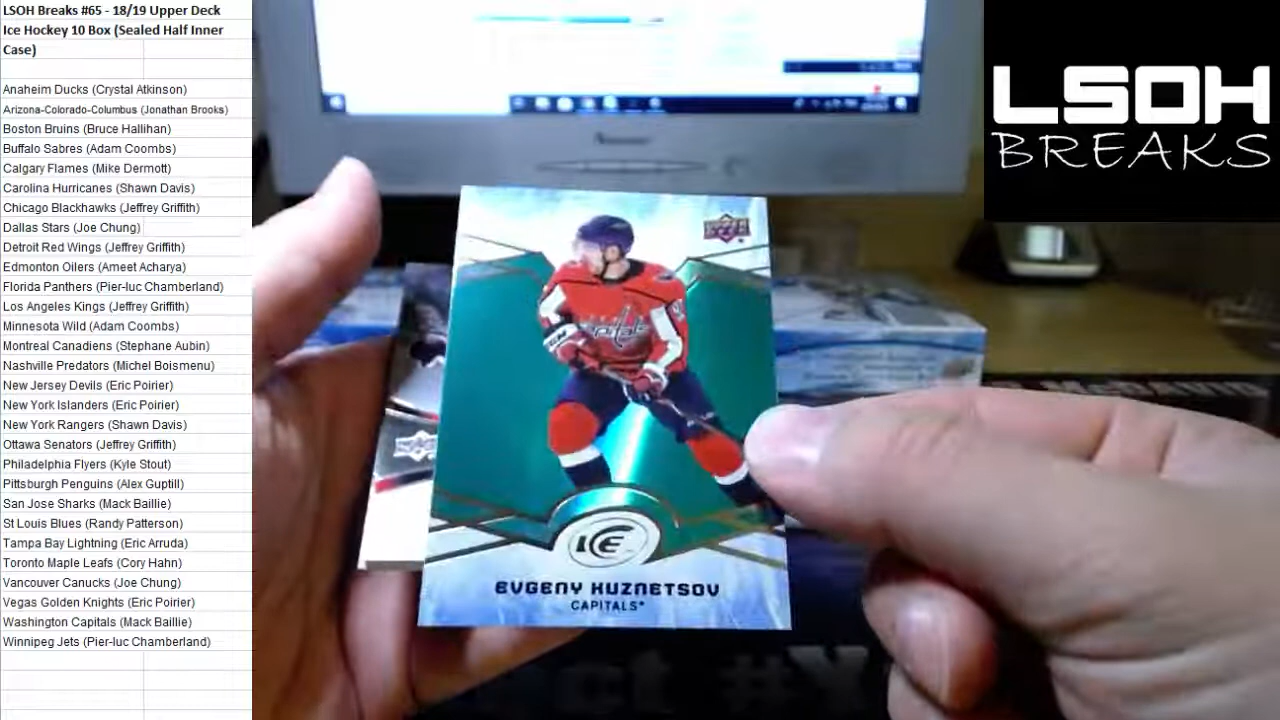 LSOH Breaks #65 - 18/19 Upper Deck
Ice Hockey 10 Box (Sealed Half Inner
Case)
Anaheim Ducks (Crystal Atkinson)
Arizona-Colorado-Columbus (Jonathan Brooks)
Boston Bruins (Bruce Hallihan)
Buffalo Sabres (Adam Coombs)
Calgary Flames (Mike Dermott)
Carolina Hurricanes (Shawn Davis)
Chicago Blackhawks (Jeffrey Griffith)
Dallas Stars (Joe Chung)
Detroit Red Wings (Jeffrey Griffith)
Edmonton Oilers (Ameet Acharya)
Florida Panthers (Pier-luc Chamberland)
Los Angeles Kings (Jeffrey Griffith)
Minnesota Wild (Adam Coombs)
Montreal Canadiens (Stephane Aubin)
Nashville Predators (Michel Boismenu)
New Jersey Devils (Eric Poirier)
New York Islanders (Eric Poirier)
New York Rangers (Shawn Davis)
Ottawa Senators (Jeffrey Griffith)
Philadelphia Flyers (Kyle Stout)
Pittsburgh Penguins (Alex Guptill)
San Jose Sharks (Mack Baillie)
St Louis Blues (Randy Patterson)
Tampa Bay Lightning (Eric Arruda)
Toronto Maple Leafs (Cory Hahn)
Vancouver Canucks (Joe Chung)
Vegas Golden Knights (Eric Poirier)
Washington Capitals (Mack Baillie)
Winnipeg Jets (Pier-luc Chamberland)
LSOH
BREAKS
Capitals
ICE
EVGENY KUZNETSOV
CAPITALS